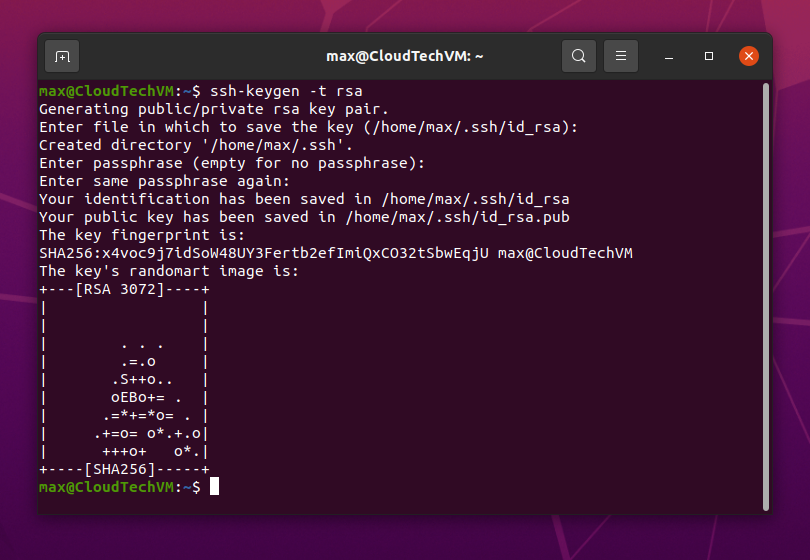 max@CloudTechVM: ~
max@CloudTechVM:~$ ssh-keygen -t rsa
Generating public/private rsa key pair.
Enter file in which to save the key (/home/max/.ssh/id_rsa):
Created directory '/home/max/.ssh'.
Enter passphrase (empty for no passphrase):
Enter same passphrase again:
Your identification has been saved in /home/max/.ssh/id_rsa
Your public key has been saved in /home/max/.ssh/id_rsa.pub
The key fingerprint is:
SHA256:x4voc9j7idSoW48UY3Fertb2efImiQxCO32tSbwEqjU max@CloudTechVM
The key's randomart image is:
+---[RSA 3072]----+
|                 |
|                 |
|        . . .    |
|        .=.o     |
|       .S++o..   |
|       oEBo+= .  |
|      .=*+=*o= . |
|     .+=o= o*.+.o|
|      +++o+   o*.|
+----[SHA256]-----+
max@CloudTechVM:~$